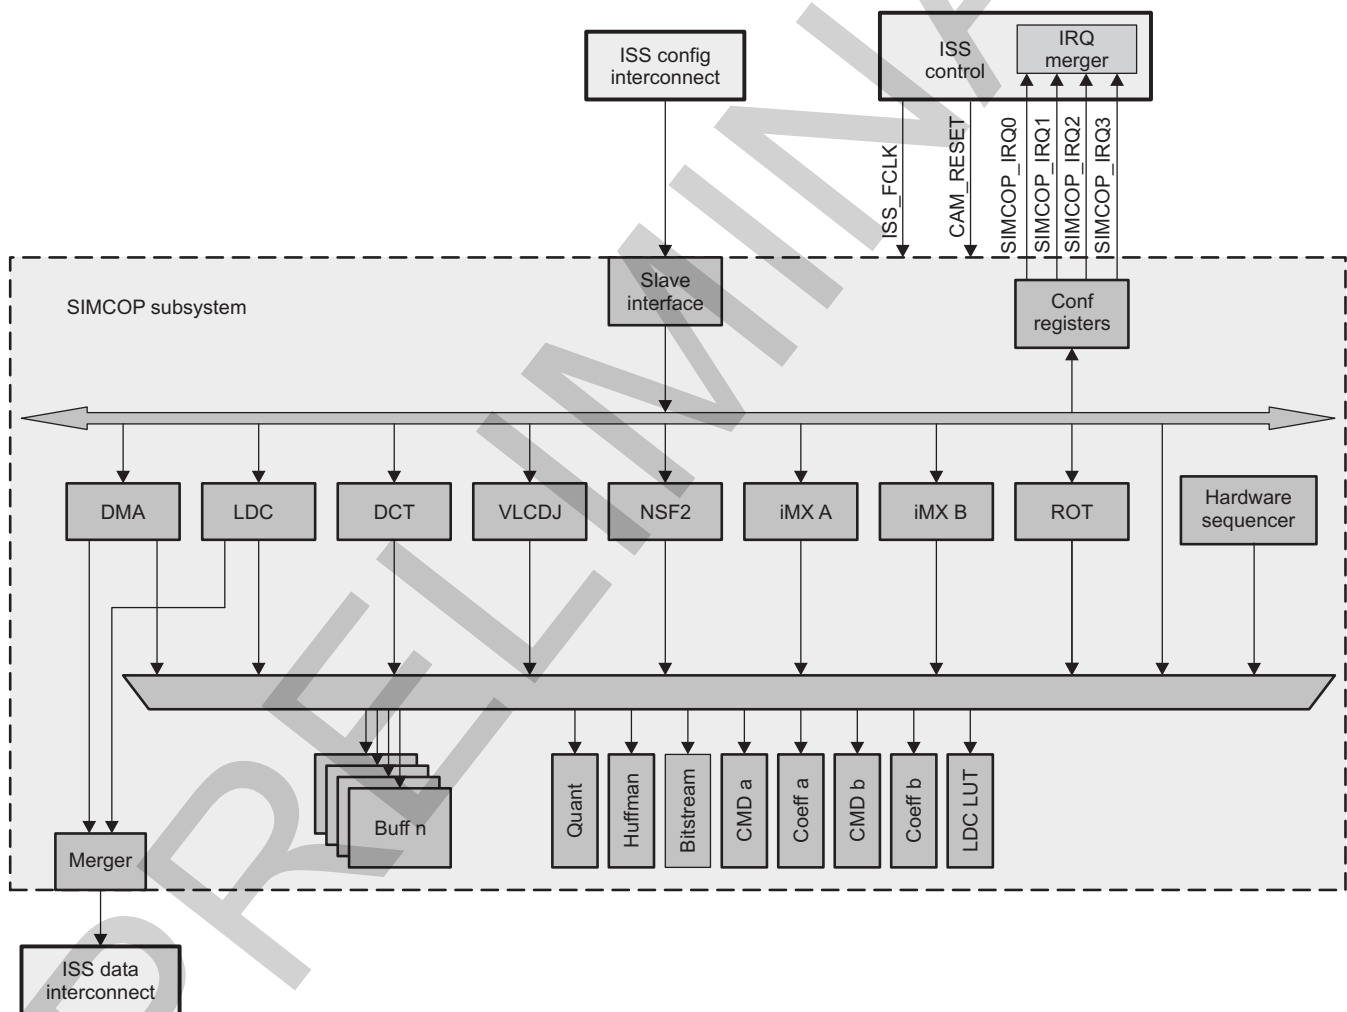 ISS config
interconnect
ISS
control
IRQ
merger
ISS_FCLK
CAM_RESET
SIMCOP_IRQ0
SIMCOP_IRQ1
SIMCOP_IRQ2
SIMCOP_IRQ3
SIMCOP subsystem
Slave
interface
Conf
registers
DMA
LDC
DCT
VLCDJ
NSF2
iMX A
iMX B
ROT
Hardware
sequencer
Buff n
Quant
Huffman
Bitstream
CMD a
Coeff a
CMD b
Coeff b
LDC LUT
Merger
ISS data
interconnect
PRELIMINA